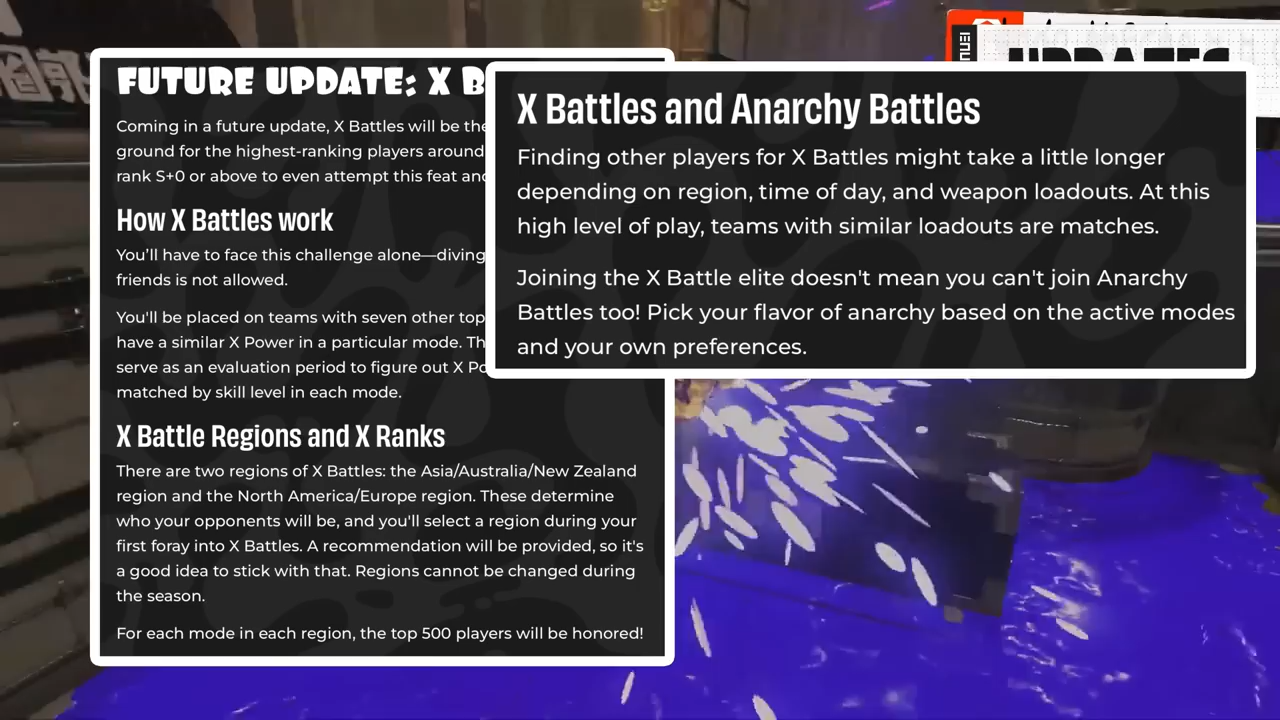 FUTURE UPDATE: X B
Coming in a future update, X Battles will be the
ground for the highest-ranking players around
rank S+0 or above to even attempt this feat and
How X Battles work
You'll have to face this challenge alone—diving
friends is not allowed.
You'll be placed on teams with seven other top
have a similar X Power in a particular mode. Th
serve as an evaluation period to figure out X Po
matched by skill level in each mode.
X Battle Regions and X Ranks
There are two regions of X Battles: the Asia/Australia/New Zealand
region and the North America/Europe region. These determine
who your opponents will be, and you'll select a region during your
first foray into X Battles. A recommendation will be provided, so it's
a good idea to stick with that. Regions cannot be changed during
the season.
For each mode in each region, the top 500 players will be honored!
UPDATES
X Battles and Anarchy Battles
Finding other players for X Battles might take a little longer
depending on region, time of day, and weapon loadouts. At this
high level of play, teams with similar loadouts are matches.
Joining the X Battle elite doesn't mean you can't join Anarchy
Battles too! Pick your flavor of anarchy based on the active modes
and your own preferences.